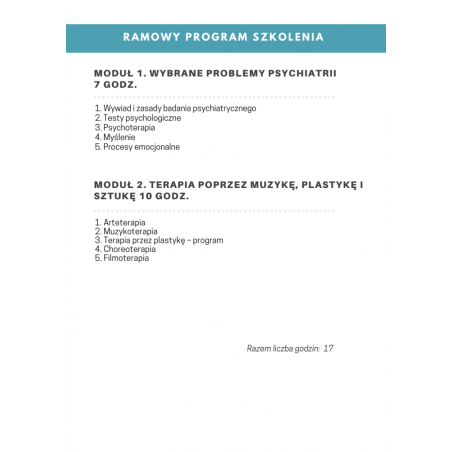 RAMOWY PROGRAM SZKOLENIA
MODUŁ 1. WYBRANE PROBLEMY PSYCHIATRII
7 GODZ.
1. Wywiad i zasady badania psychiatrycznego
2. Testy psychologiczne
3. Psychoterapia
4. Myślenie
5. Procesy emocjonalne
MODUŁ 2. TERAPIA POPRZEZ MUZYKĘ, PLASTYKĘ I
SZTUKĘ 10 GODZ.
1. Arteterapia
2. Muzykoterapia
3. Terapia przez plastykę – program
4. Choreoterapia
5. Filmoterapia
Razem liczba godzin: 17